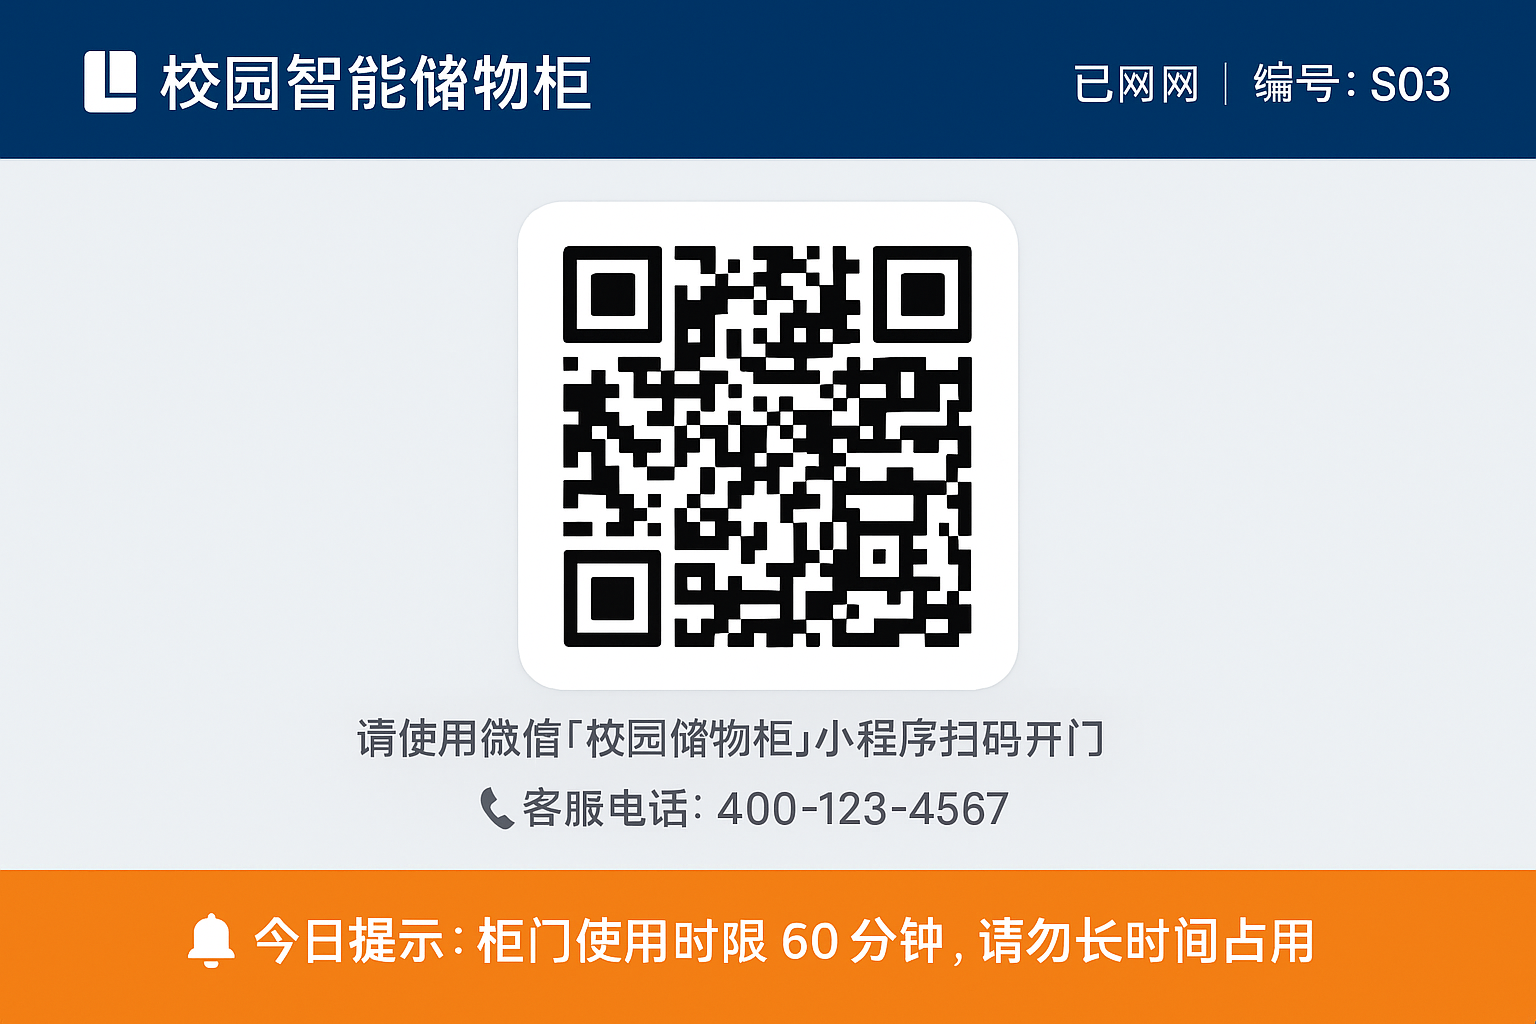 校园智能储物柜
已网网 | 编号: S03
请使用微信「校园储物柜」小程序扫码开门
客服电话: 400-123-4567
今日提示: 柜门使用时限 60 分钟, 请勿长时间占用